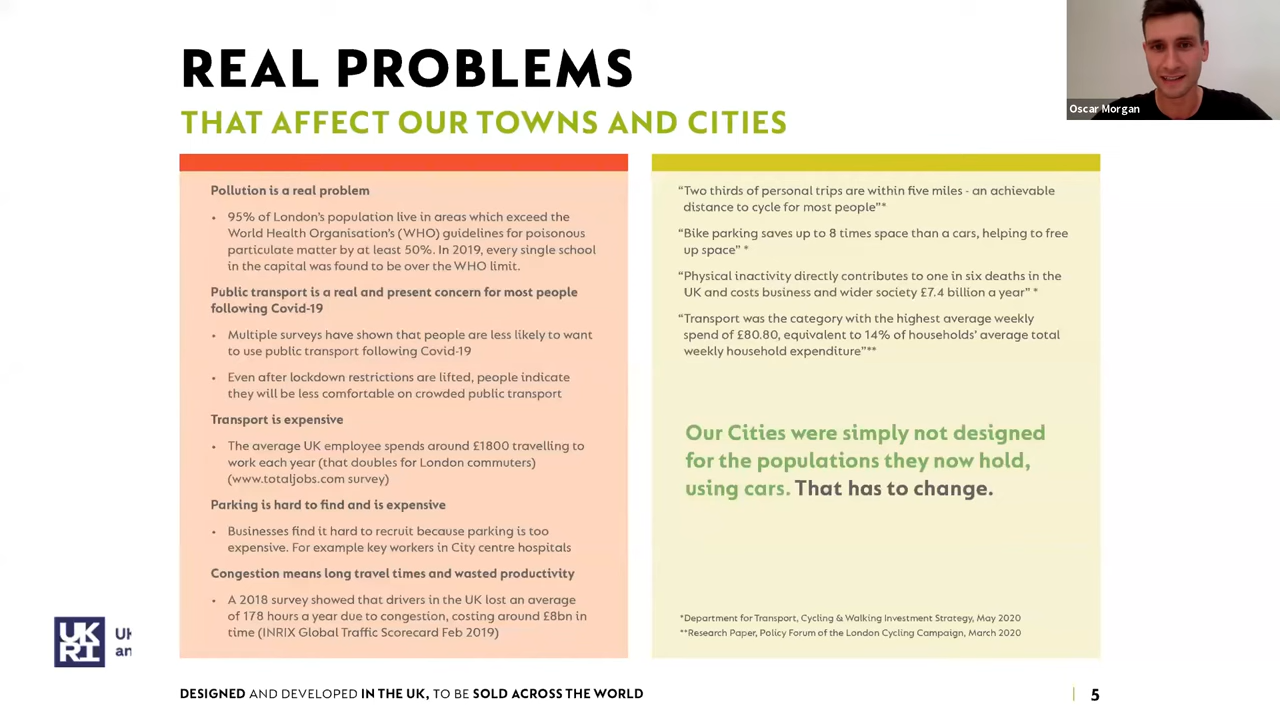 REAL PROBLEMS
THAT AFFECT OUR TOWNS AND CITIES
Oscar Morgan
Pollution is a real problem
• 95% of London's population live in areas which exceed the
World Health Organisation's (WHO) guidelines for poisonous
particulate matter by at least 50%. In 2019, every single school
in the capital was found to be over the WHO limit.
Public transport is a real and present concern for most people
following Covid-19
• Multiple surveys have shown that people are less likely to want
to use public transport following Covid-19
• Even after lockdown restrictions are lifted, people indicate
they will be less comfortable on crowded public transport
Transport is expensive
• The average UK employee spends around £1800 travelling to
work each year (that doubles for London commuters)
(www.totaljobs.com survey)
Parking is hard to find and is expensive
• Businesses find it hard to recruit because parking is too
expensive. For example key workers in City centre hospitals
Congestion means long travel times and wasted productivity
• A 2018 survey showed that drivers in the UK lost an average
of 178 hours a year due to congestion, costing around £8bn in
time (INRIX Global Traffic Scorecard Feb 2019)
“Two thirds of personal trips are within five miles - an achievable
distance to cycle for most people”*
“Bike parking saves up to 8 times space than a cars, helping to free
up space” *
“Physical inactivity directly contributes to one in six deaths in the
UK and costs business and wider society £7.4 billion a year” *
“Transport was the category with the highest average weekly
spend of £80.80, equivalent to 14% of households’ average total
weekly household expenditure”**
Our Cities were simply not designed
for the populations they now hold,
using cars. That has to change.
*Department for Transport, Cycling & Walking Investment Strategy, May 2020
**Research Paper, Policy Forum of the London Cycling Campaign, March 2020
UK
RI
DESIGNED AND DEVELOPED IN THE UK, TO BE SOLD ACROSS THE WORLD
5